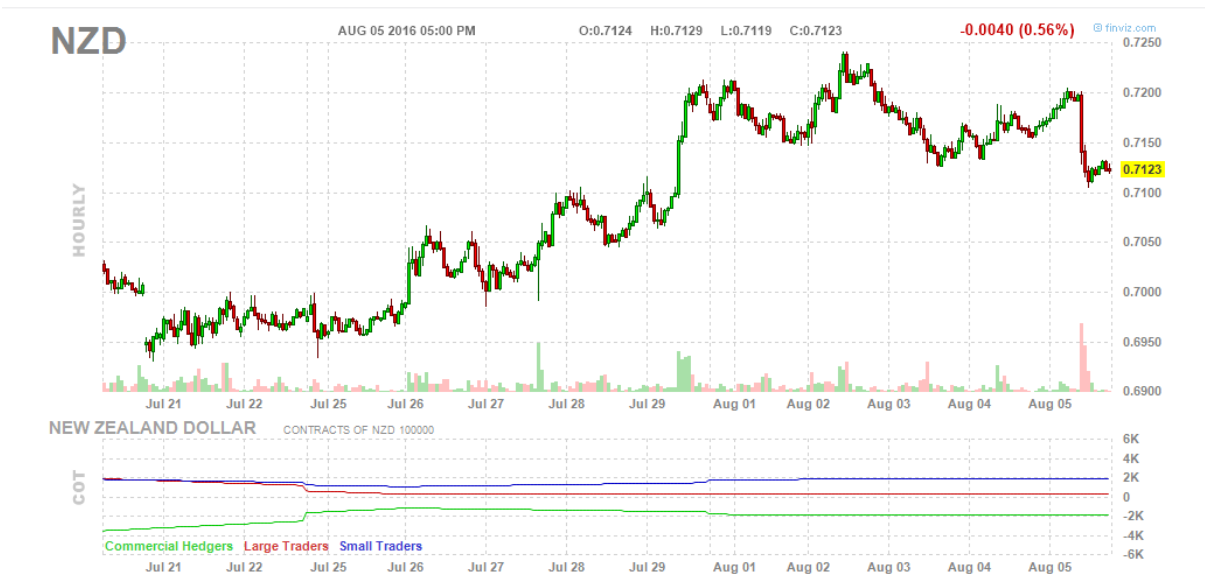 NZD
AUG 05 2016 05:00 PM O:0.7124 H:0.7129 L:0.7119 C:0.7123 -0.0040 (0.56%) © finviz.com
0.7250
0.7200
0.7150
0.7123
0.7100
0.7050
0.7000
0.6950
0.6900
HOURLY
Jul 21 Jul 22 Jul 25 Jul 26 Jul 27 Jul 28 Jul 29 Aug 01 Aug 02 Aug 03 Aug 04 Aug 05
NEW ZEALAND DOLLAR CONTRACTS OF NZD 100000
6K
4K
2K
0
-2K
-4K
-6K
COT
Commercial Hedgers Large Traders Small Traders
Jul 21 Jul 22 Jul 25 Jul 26 Jul 27 Jul 28 Jul 29 Aug 01 Aug 02 Aug 03 Aug 04 Aug 05